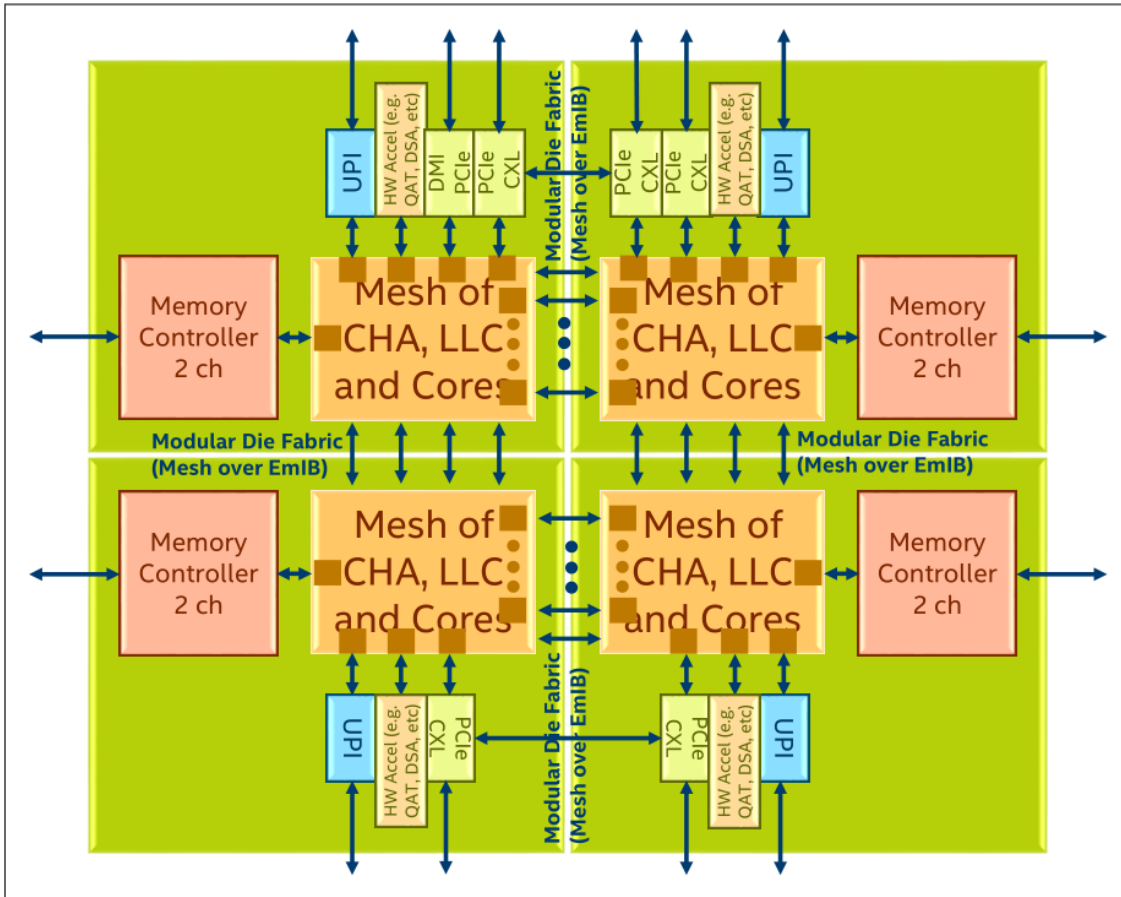 UPI
HW Accel (e.g.
QAT, DSA, etc)
DMI
PCIe
PCIe
CXL
Modular Die Fabric
(Mesh over EmIB)
PCIe
CXL
PCIe
CXL
HW Accel (e.g.
QAT, DSA, etc)
UPI
Memory
Controller
2 ch
Mesh of
CHA, LLC
and Cores
Mesh of
CHA, LLC
and Cores
Memory
Controller
2 ch
Modular Die Fabric
(Mesh over EmIB)
Modular Die Fabric
(Mesh over EmIB)
Memory
Controller
2 ch
Mesh of
CHA, LLC
and Cores
Mesh of
CHA, LLC
and Cores
Memory
Controller
2 ch
UPI
HW Accel (e.g.
QAT, DSA, etc)
PCIe
CXL
Modular Die Fabric
(Mesh over EmIB)
PCIe
CXL
HW Accel (e.g.
QAT, DSA, etc)
UPI